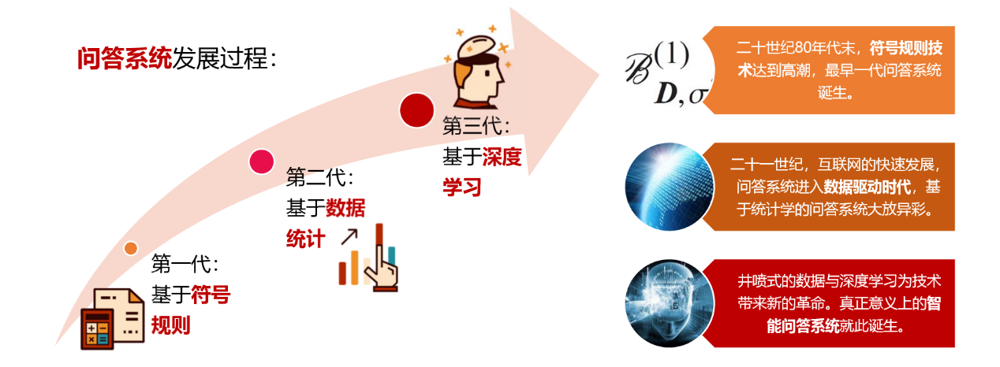 问答系统发展过程：
第一代：
基于符号
规则
第二代：
基于数据
统计
第三代：
基于深度
学习
ℬ(1)
D, σ
二十世纪80年代末，符号规则技
术达到高潮，最早一代问答系统
诞生。
二十一世纪，互联网的快速发展，
问答系统进入数据驱动时代，基
于统计学的问答系统大放异彩。
井喷式的数据与深度学习为技术
带来新的革命。真正意义上的智
能问答系统就此诞生。